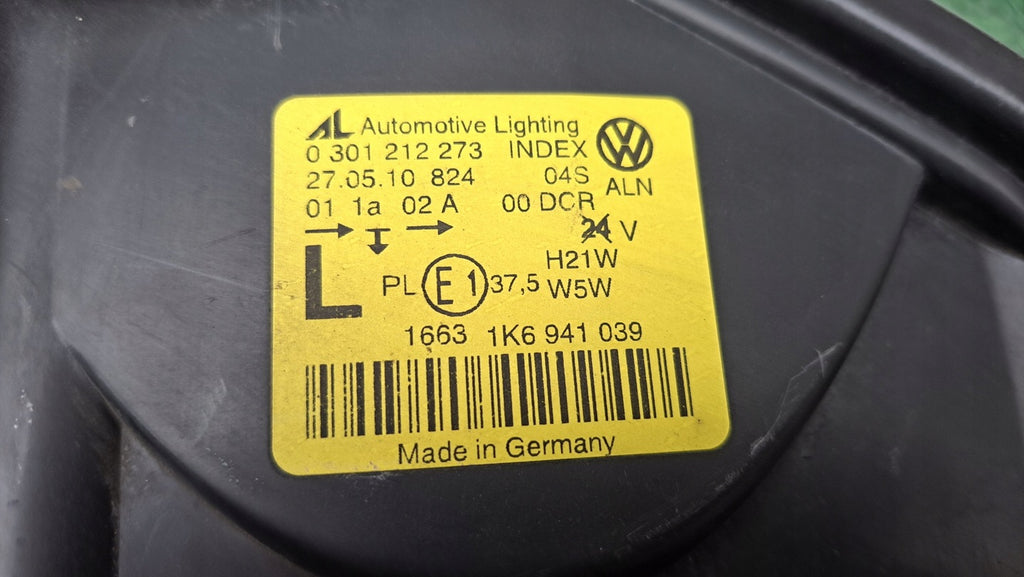 AL Automotive Lighting
0 301 212 273 INDEX
27.05.10 824 04S ALN
01 1a 02 A 00 DCR
24 V
L PL E1 37,5 H21W
W5W
1663 1K6 941 039
Made in Germany